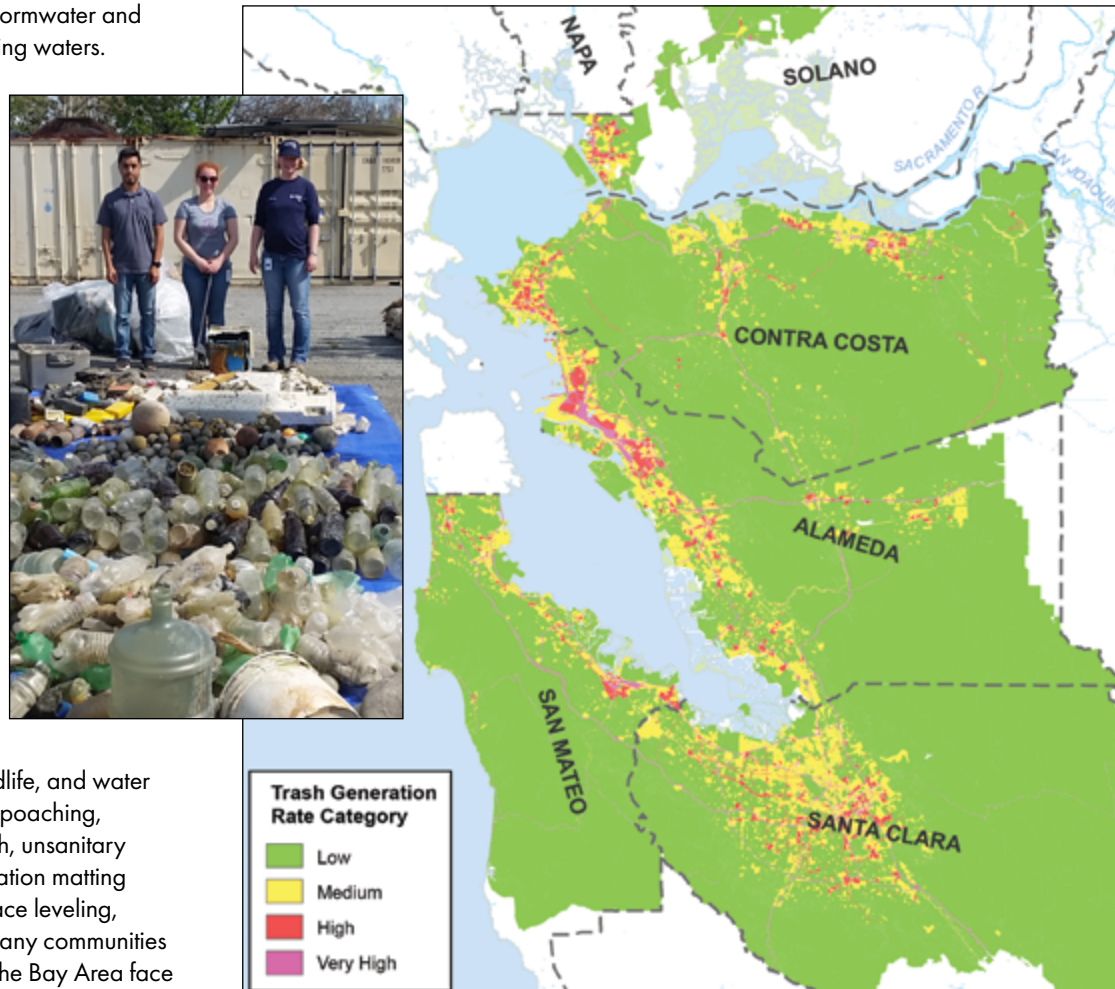 ormwater and
ing waters.
NAPA
SOLANO
SACRAMENTO R.
AN JOAQUIN
CONTRA COSTA
ALAMEDA
SAN MATEO
SANTA CLARA
dlife, and water
poaching,
h, unsanitary
ation matting
ace leveling,
any communities
the Bay Area face
Trash Generation
Rate Category
Low
Medium
High
Very High